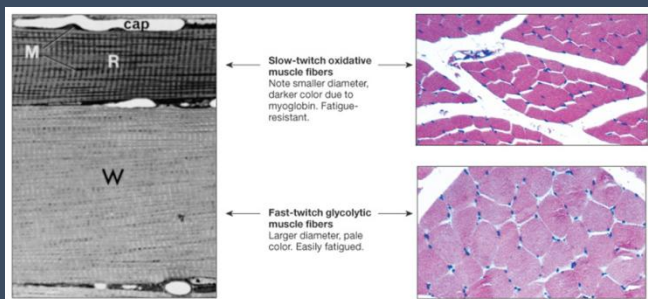 cap
M
R
W
Slow-twitch oxidative
muscle fibers
Note smaller diameter,
darker color due to
myoglobin. Fatigue-
resistant.
Fast-twitch glycolytic
muscle fibers
Larger diameter, pale
color. Easily fatigued.